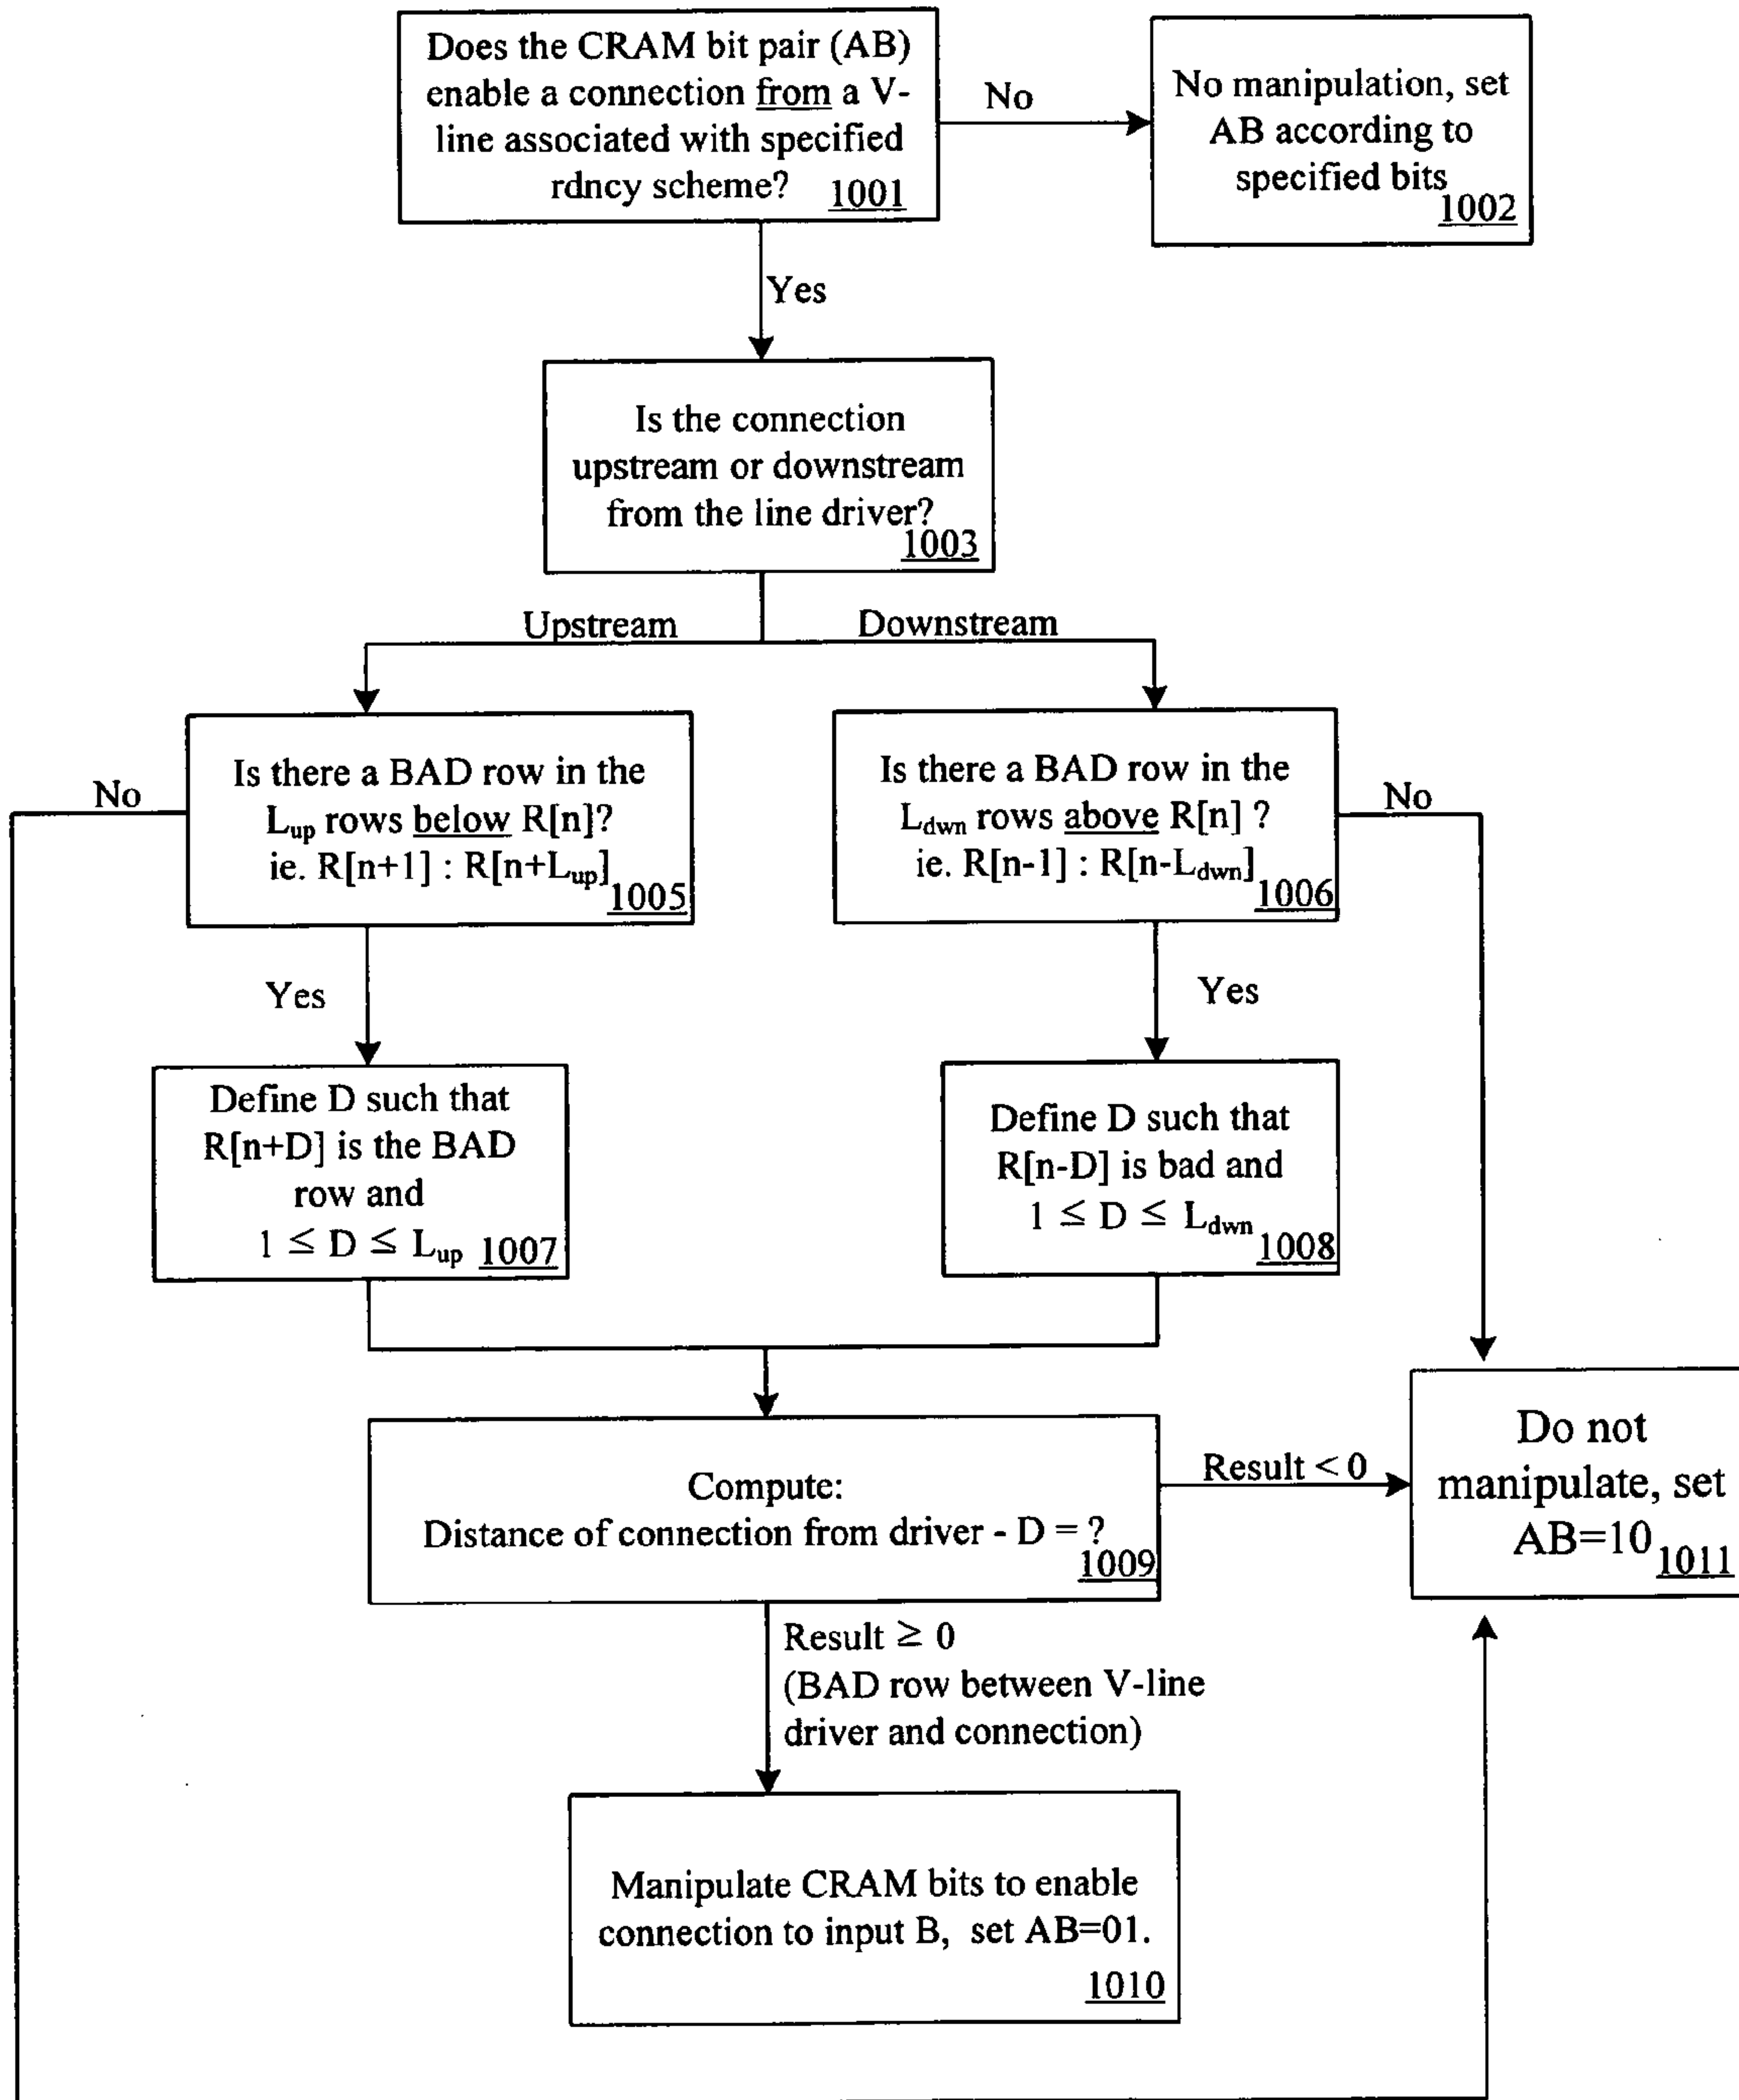 Does the CRAM bit pair (AB)
enable a connection from a V-
line associated with specified
rdncy scheme? 1001
No
No manipulation, set
AB according to
specified bits
1002
Yes
Is the connection
upstream or downstream
from the line driver?
1003
Upstream
Downstream
No
Is there a BAD row in the
Lup rows below R[n]?
ie. R[n+1] : R[n+Lup]
1005
Is there a BAD row in the
Ldwn rows above R[n] ?
ie. R[n-1] : R[n-Ldwn]
1006
No
Yes
Yes
Define D such that
R[n+D] is the BAD
row and
1 ≤ D ≤ Lup 1007
Define D such that
R[n-D] is bad and
1 ≤ D ≤ Ldwn
1008
Compute:
Distance of connection from driver - D = ?
1009
Result < 0
Do not
manipulate, set
AB=10
1011
Result ≥ 0
(BAD row between V-line
driver and connection)
Manipulate CRAM bits to enable
connection to input B, set AB=01.
1010